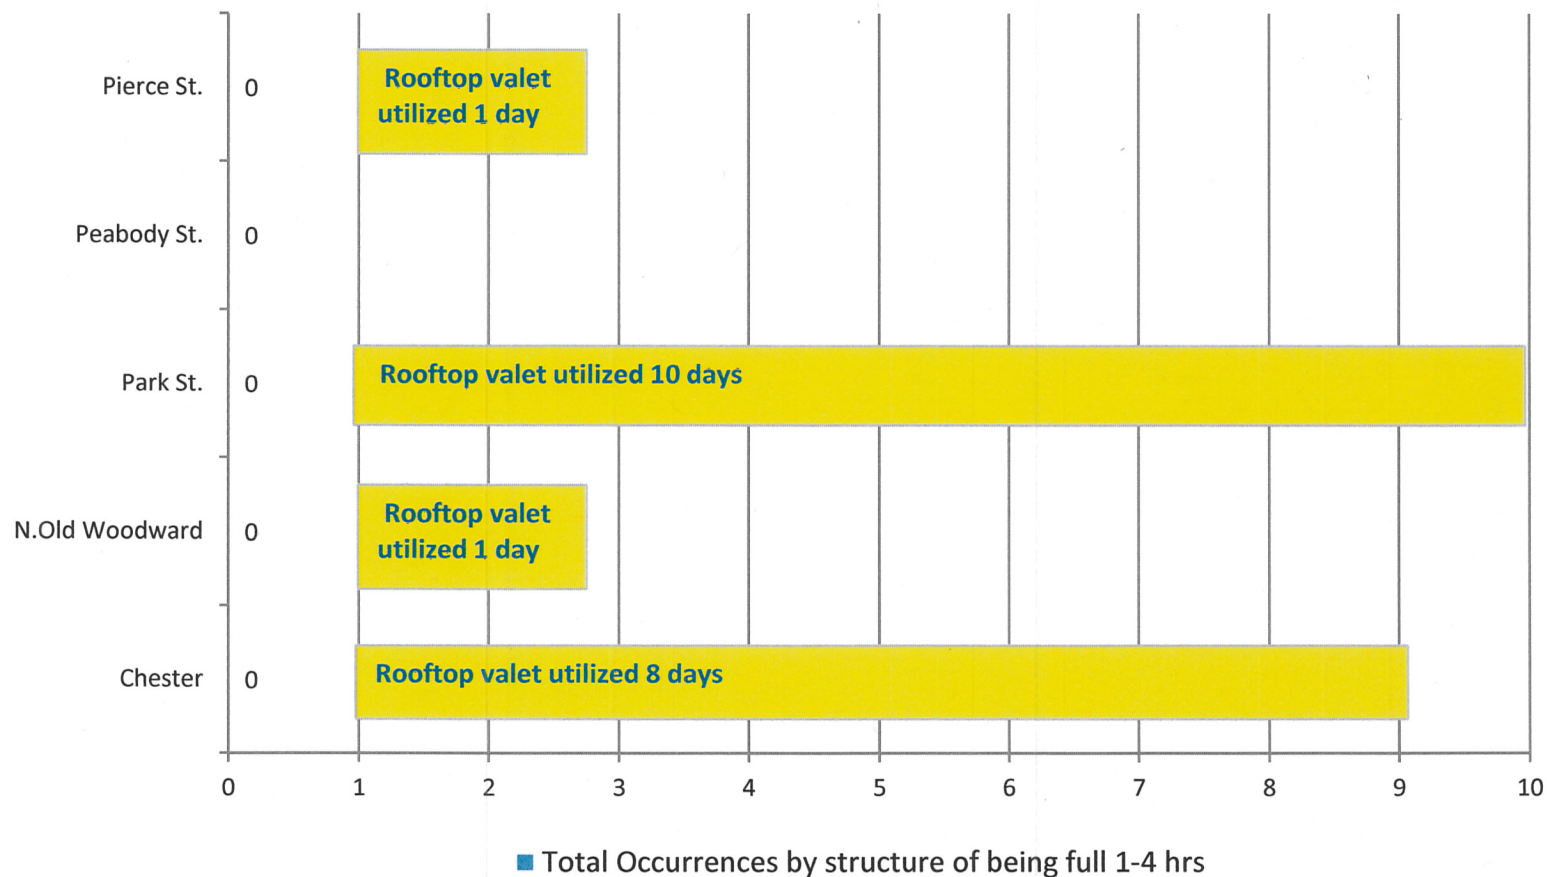 Pierce St.
0
Rooftop valet
utilized 1 day
Peabody St.
0
Park St.
0
Rooftop valet utilized 10 days
N.Old Woodward
0
Rooftop valet
utilized 1 day
Chester
0
Rooftop valet utilized 8 days
0 1 2 3 4 5 6 7 8 9 10
Total Occurrences by structure of being full 1-4 hrs